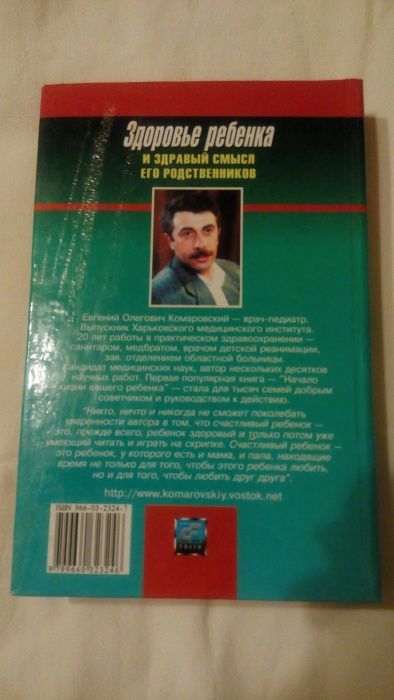 Здоровье ребенка
И ЗДРАВЫЙ СМЫСЛ
ЕГО РОДСТВЕННИКОВ
Евгений Олегович Комаровский — врач-педиатр.
Выпускник Харьковского медицинского института.
20 лет работы в практическом здравоохранении —
санитаром, медбратом, врачом детской реанимации,
зав. отделением областной больницы.
Кандидат медицинских наук, автор нескольких десятков
научных работ. Первая популярная книга — "Начало
жизни вашего ребенка" — стала для тысяч семей добрым
советчиком и руководством к действию.
"Никто, ничто и никогда не сможет поколебать
уверенности автора в том, что счастливый ребенок —
это, прежде всего, ребенок здоровый и только потом уже
умеющий читать и играть на скрипке. Счастливый ребенок —
это ребенок, у которого есть и мама, и папа, находящие
время не только для того, чтобы этого ребенка любить,
но и для того, чтобы любить друг друга".
http://www.komarovskiy.vostok.net
ISBN 966-03-2324-7
9 799660 323246